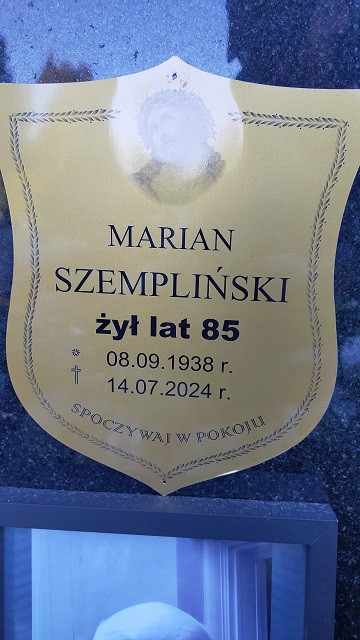 MARIAN
SZEMPLIŃSKI
żył lat 85
* 08.09.1938 r.
† 14.07.2024 r.
SPOCZYWAJ W POKOJU